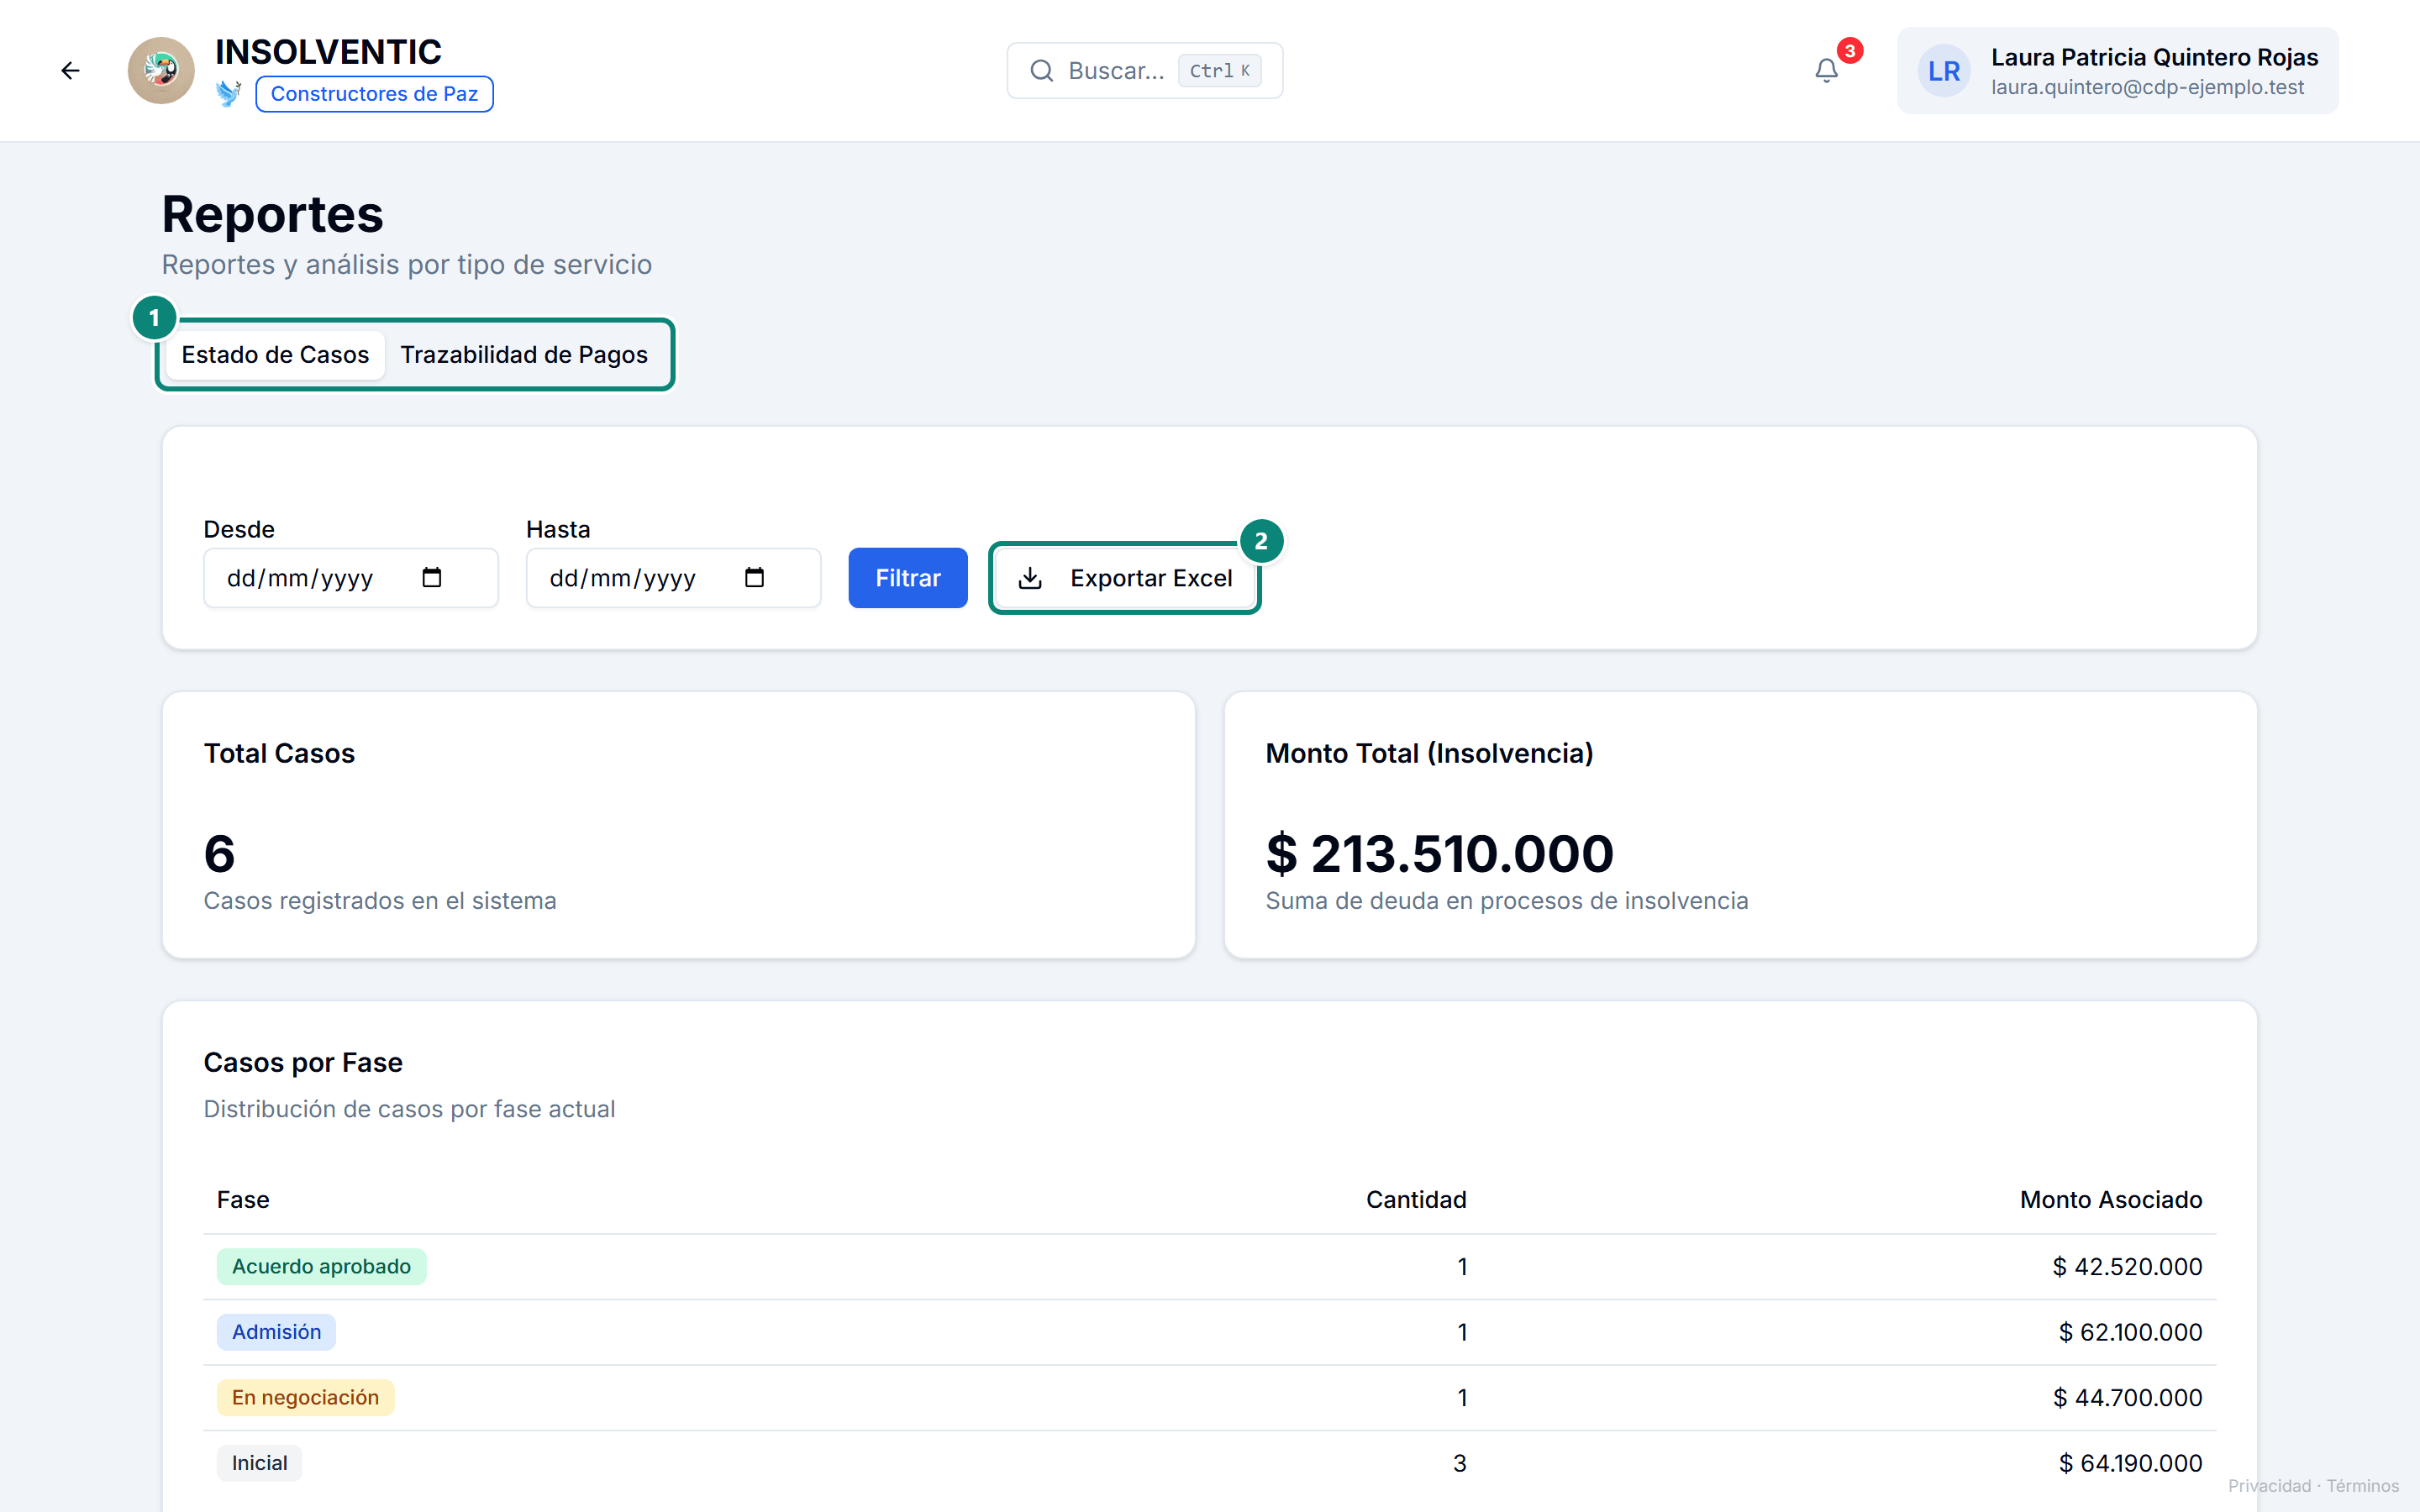 INSOLVENTIC
Constructores de Paz
Buscar... Ctrl K
3
LR
Laura Patricia Quintero Rojas
laura.quintero@cdp-ejemplo.test
Reportes
Reportes y análisis por tipo de servicio
1
Estado de Casos Trazabilidad de Pagos
Desde Hasta
dd/mm/yyyy dd/mm/yyyy Filtrar Exportar Excel
2
Total Casos
6
Casos registrados en el sistema
Monto Total (Insolvencia)
$ 213.510.000
Suma de deuda en procesos de insolvencia
Casos por Fase
Distribución de casos por fase actual
Fase Cantidad Monto Asociado
Acuerdo aprobado 1 $ 42.520.000
Admisión 1 $ 62.100.000
En negociación 1 $ 44.700.000
Inicial 3 $ 64.190.000
Privacidad · Términos